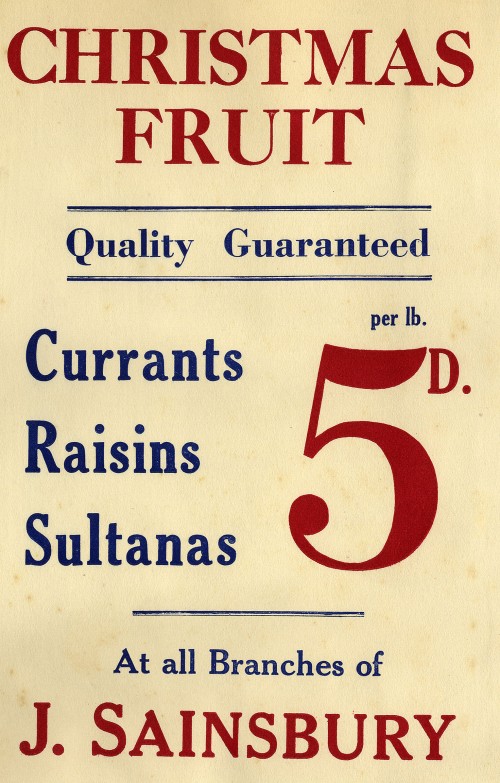 CHRISTMAS
FRUIT
Quality Guaranteed
per lb.
Currants
Raisins
Sultanas
5D.
At all Branches of
J. SAINSBURY